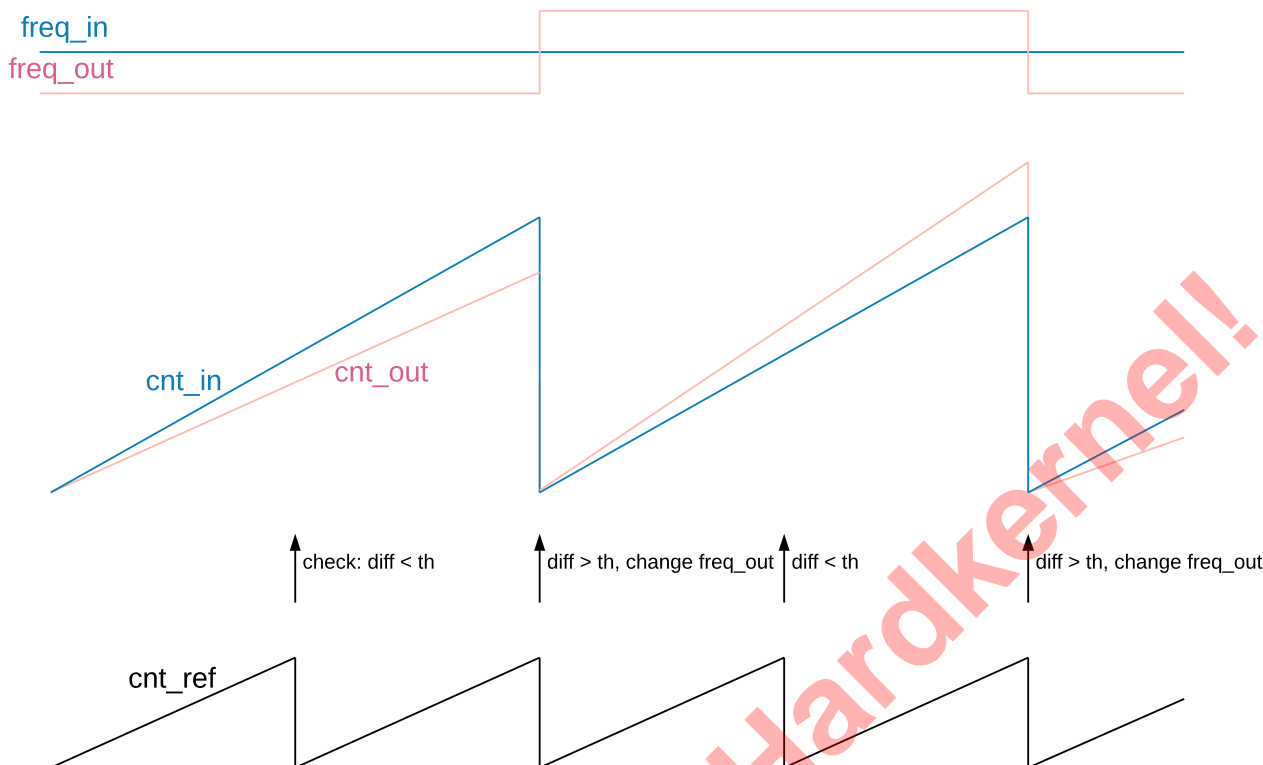 freq_in
freq_out
cnt_in
cnt_out
check: diff < th
diff > th, change freq_out
diff < th
diff > th, change freq_out
cnt_ref
Hardkernel!